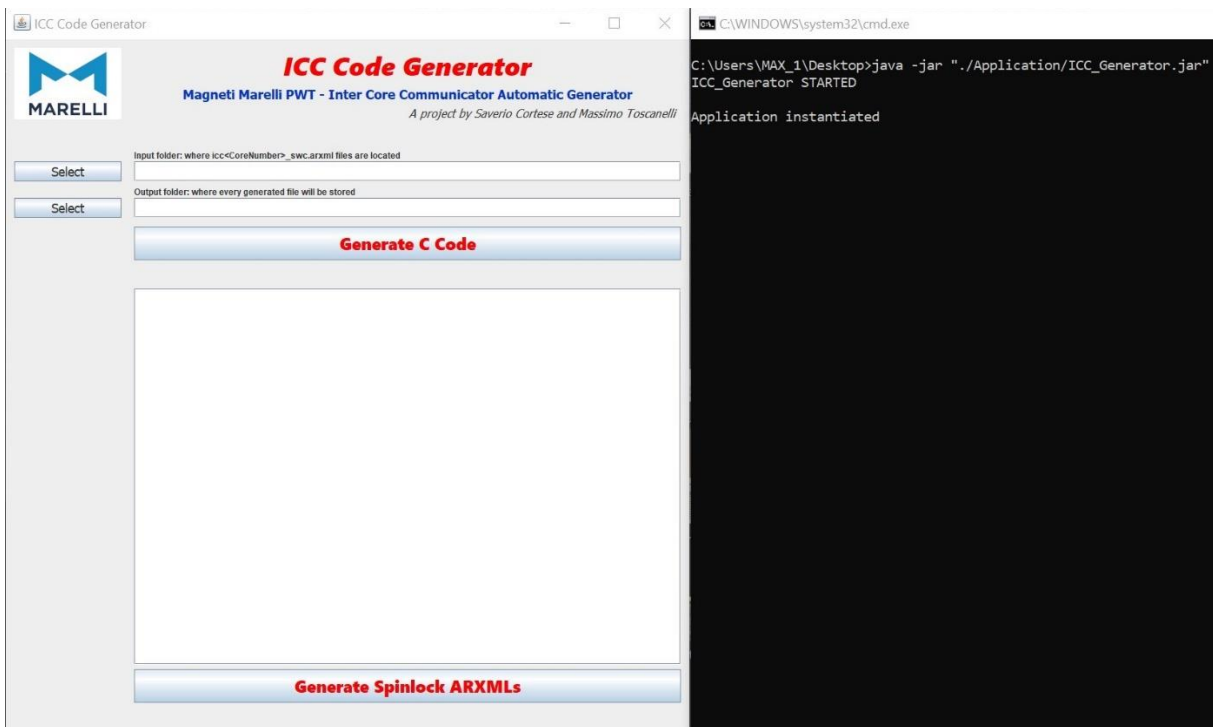 ICC Code Generator
MARELLI
ICC Code Generator
Magneti Marelli PWT - Inter Core Communicator Automatic Generator
A project by Saverio Cortese and Massimo Toscanelli
Input folder: where icc<CoreNumber>_swc.arxml files are located
Select
Output folder: where every generated file will be stored
Select
Generate C Code
Generate Spinlock ARXMLs
C:\WINDOWS\system32\cmd.exe
C:\Users\MAX_1\Desktop>java -jar "./Application/ICC_Generator.jar"
ICC_Generator STARTED
Application instantiated